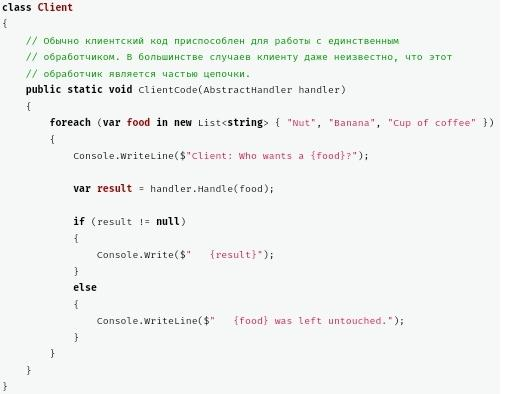 class Client
{
    // Обычно клиентский код приспособлен для работы с единственным
    // обработчиком. В большинстве случаев клиенту даже неизвестно, что этот
    // обработчик является частью цепочки.
    public static void ClientCode(AbstractHandler handler)
    {
        foreach (var food in new List<string> { "Nut", "Banana", "Cup of coffee" })
        {
            Console.WriteLine($"Client: Who wants a {food}?");
            var result = handler.Handle(food);
            if (result != null)
            {
                Console.Write($"   {result}");
            }
            else
            {
                Console.WriteLine($"   {food} was left untouched.");
            }
        }
    }
}